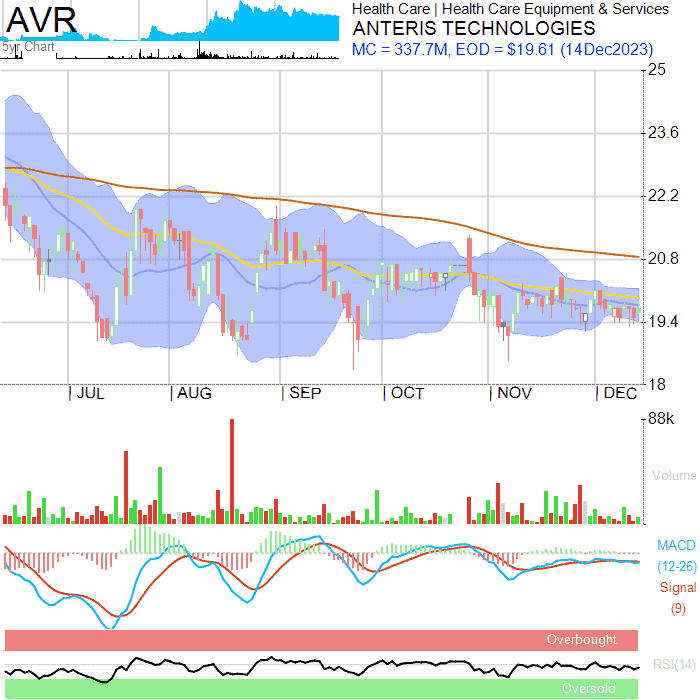 AVR
5yr Chart
Health Care | Health Care Equipment & Services
ANTERIS TECHNOLOGIES
MC = 337.7M, EOD = $19.61 (14Dec2023)
25
23.6
22.2
20.8
19.4
18
JUL
AUG
SEP
OCT
NOV
DEC
88k
Volume
MACD
(12-26)
Signal
(9)
Overbought
RSI(14)
Oversold